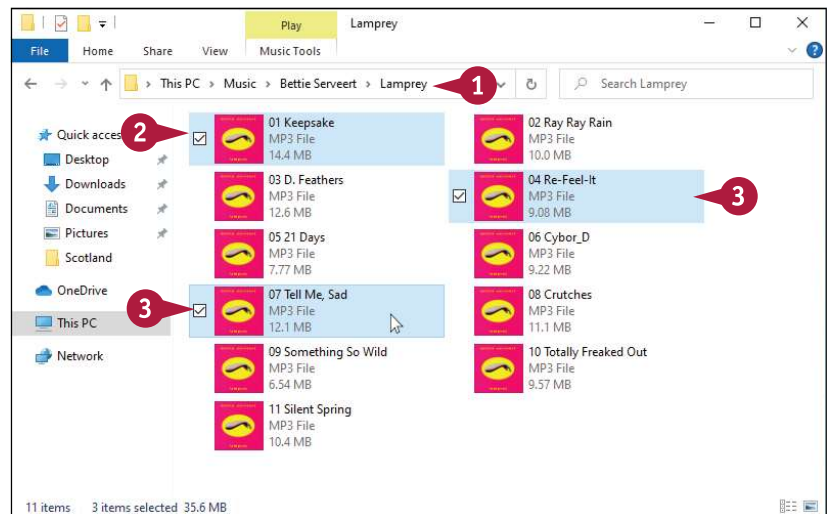 Play
Lamprey
File
Home
Share
View
Music Tools
This PC > Music > Bettie Serveert > Lamprey
1
Search Lamprey
Quick acces
2
Desktop
Downloads
Documents
Pictures
Scotland
OneDrive
This PC
Network
01 Keepsake
MP3 File
14.4 MB
02 Ray Ray Rain
MP3 File
10.0 MB
03 D. Feathers
MP3 File
12.6 MB
04 Re-Feel-It
MP3 File
9.08 MB
3
05 21 Days
MP3 File
7.77 MB
06 Cybor_D
MP3 File
9.22 MB
3
07 Tell Me, Sad
MP3 File
12.1 MB
08 Crutches
MP3 File
11.1 MB
09 Something So Wild
MP3 File
6.54 MB
10 Totally Freaked Out
MP3 File
9.57 MB
11 Silent Spring
MP3 File
10.4 MB
11 items
3 items selected 35.6 MB